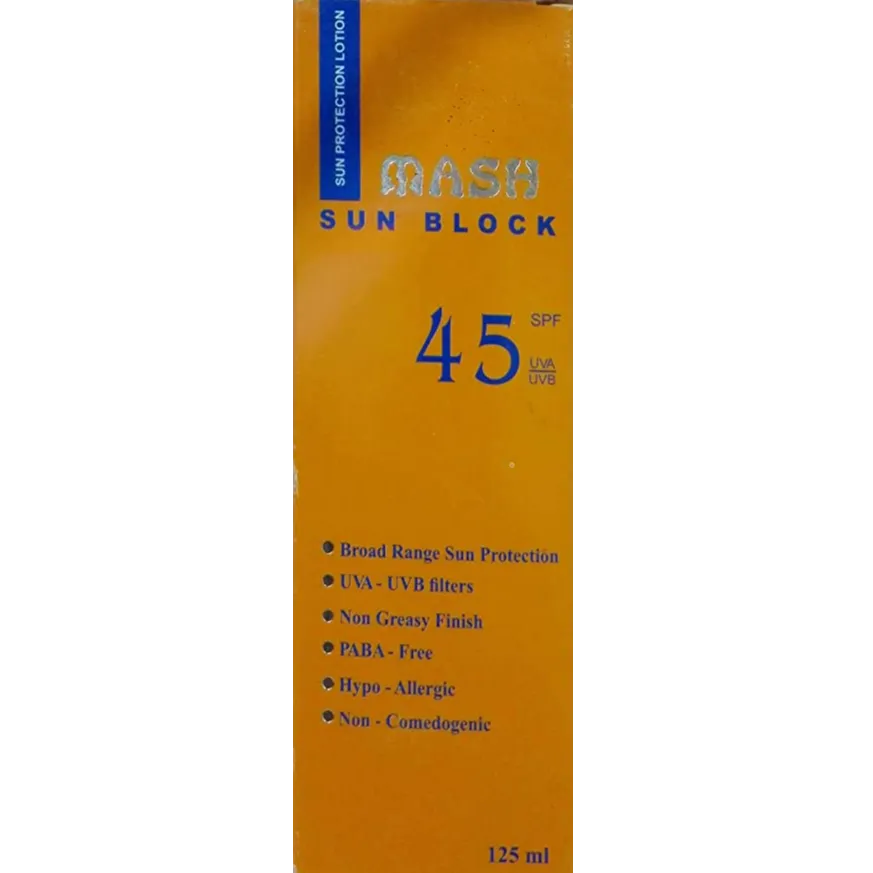 SUN PROTECTION LOTION
MASH
SUN BLOCK
45 SPF
UVA
UVB
Broad Range Sun Protection
UVA - UVB filters
Non Greasy Finish
PABA - Free
Hypo - Allergic
Non - Comedogenic
125 ml